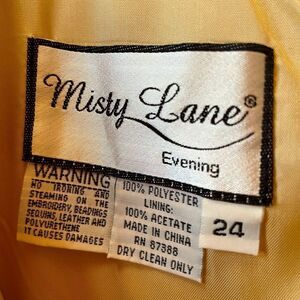 Misty Lane®
Evening
WARNING
NO IRONING AND
STEAMING ON THE
EMBROIDERY, BEADINGS
SEQUINS, LEATHER AND
POLYURETHENE
IT CAUSES DAMAGES
100% POLYESTER
LINING:
100% ACETATE
MADE IN CHINA
RN 87388
DRY CLEAN ONLY
24